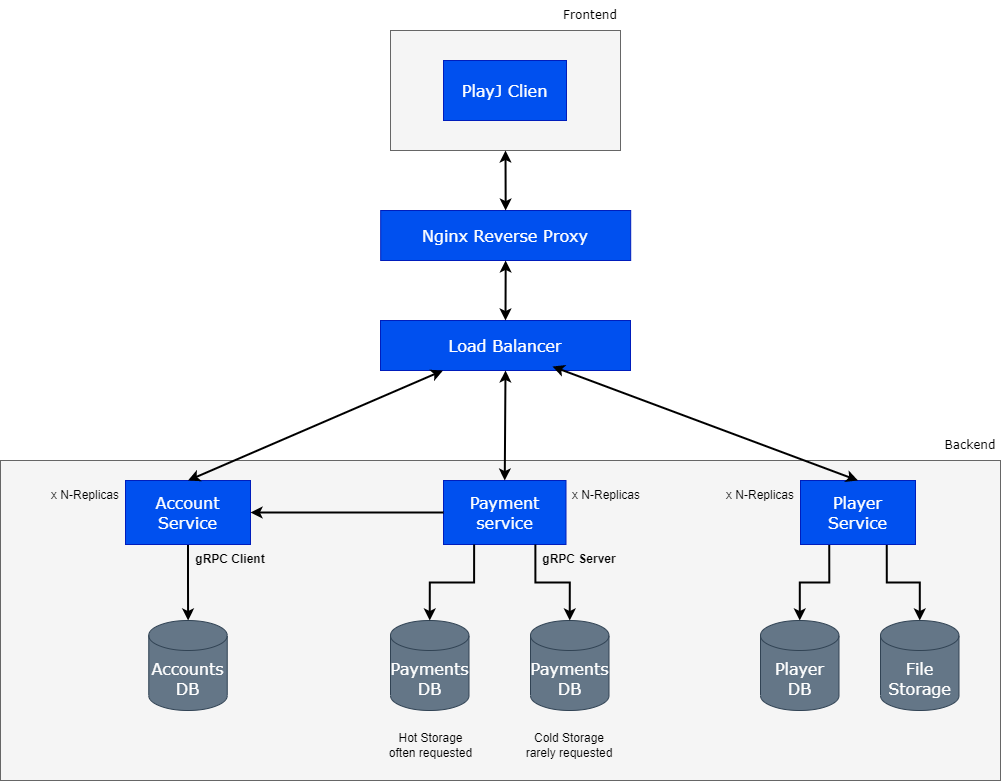 Frontend
PlayJ Clien
Nginx Reverse Proxy
Load Balancer
Backend
x N-Replicas
Account
Service
Payment
service
x N-Replicas
x N-Replicas
Player
Service
gRPC Client
gRPC Server
Accounts
DB
Payments
DB
Payments
DB
Player
DB
File
Storage
Hot Storage
often requested
Cold Storage
rarely requested